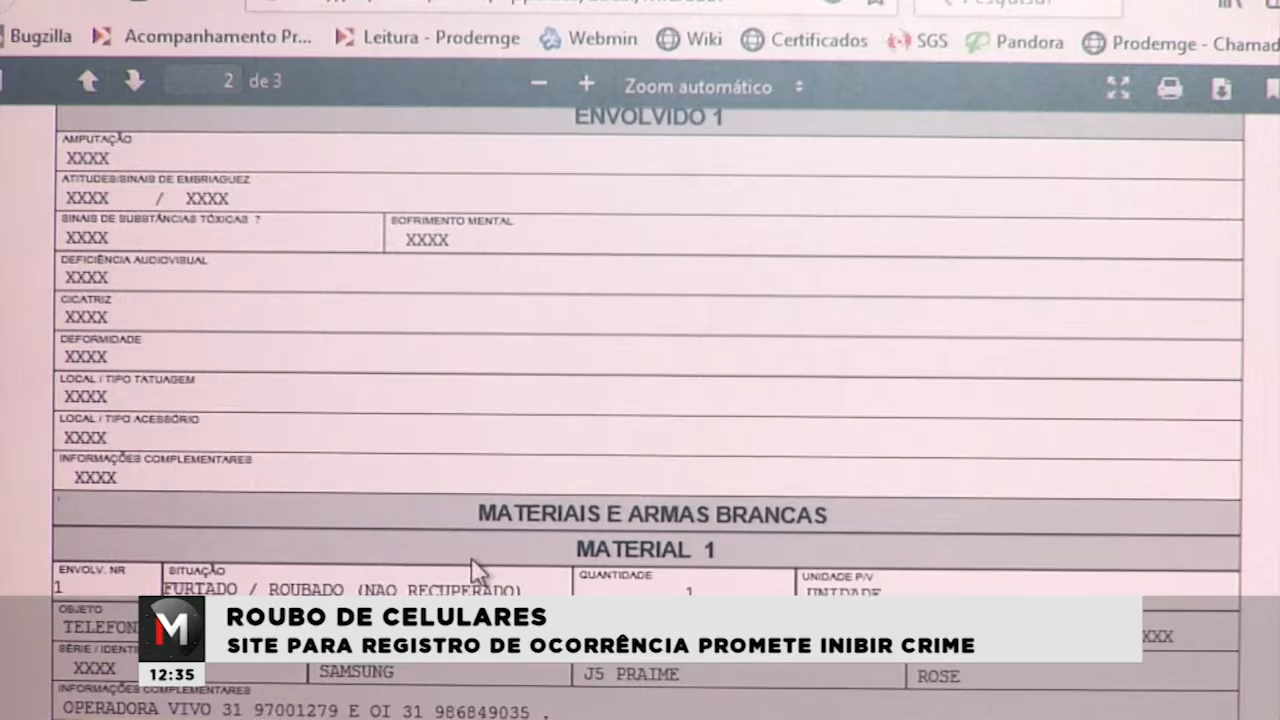 Bugzilla Acompanhamento Pr... Leitura - Prodemge Webmin Wiki Certificados SGS Pandora Prodemge - Chamad
2 de 3 Zoom automático
ENVOLVIDO 1
AMPUTAÇÃO
XXXX
ATITUDES/SINAIS DE EMBRIAGUEZ
XXXX / XXXX
SINAIS DE SUBSTÂNCIAS TÓXICAS ? SOFRIMENTO MENTAL
XXXX XXXX
DEFICIÊNCIA AUDIOVISUAL
XXXX
CICATRIZ
XXXX
DEFORMIDADE
XXXX
LOCAL / TIPO TATUAGEM
XXXX
LOCAL / TIPO ACESSÓRIO
XXXX
INFORMAÇÕES COMPLEMENTARES
XXXX
MATERIAIS E ARMAS BRANCAS
MATERIAL 1
ENVOLV. NR SITUAÇÃO QUANTIDADE UNIDADE P/V
1 FURTADO / ROUBADO (NAO RECUPERADO) 1 UNIDADE
OBJETO
TELEFON XXX
SÉRIE / IDENTI
XXXX SAMSUNG J5 PRAIME ROSE
INFORMAÇÕES COMPLEMENTARES
OPERADORA VIVO 31 97001279 E OI 31 986849035 .
M
12:35
ROUBO DE CELULARES
SITE PARA REGISTRO DE OCORRÊNCIA PROMETE INIBIR CRIME